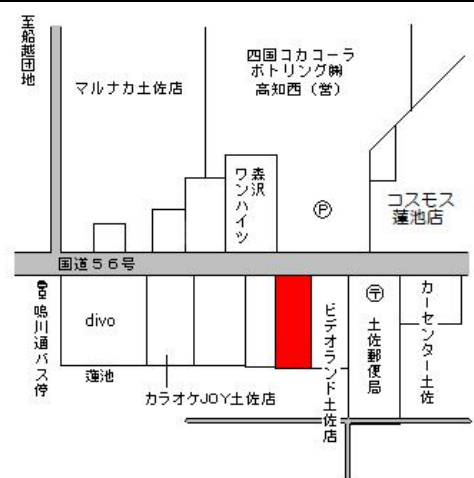 至船越団地
マルナカ土佐店
四国コカコーラ
ボトリング㈱
高知西（営）
森沢
ワンハイツ
Ⓟ
コスモス
蓮池店
国道５６号
鳴川通バス停
divo
蓮池
カラオケJOY土佐店
ビデオランド土佐店
〒
土佐郵便局
カーセンター土佐